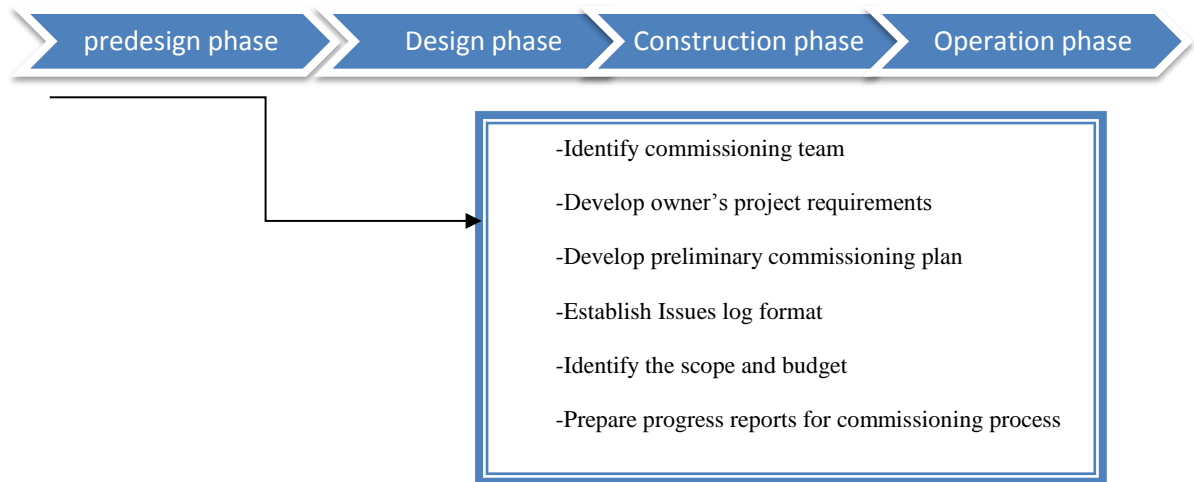 predesign phase
Design phase
Construction phase
Operation phase
-Identify commissioning team
-Develop owner’s project requirements
-Develop preliminary commissioning plan
-Establish Issues log format
-Identify the scope and budget
-Prepare progress reports for commissioning process